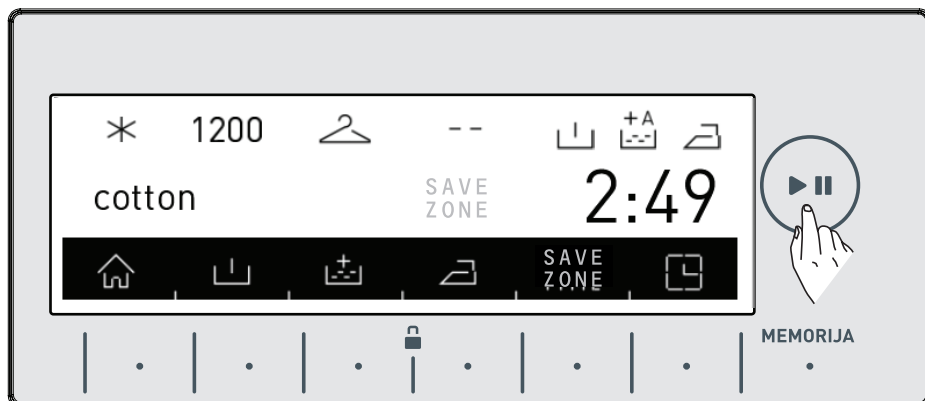 1200
- -
+A
cotton
SAVE
ZONE
2:49
SAVE
ZONE
MEMORIJA